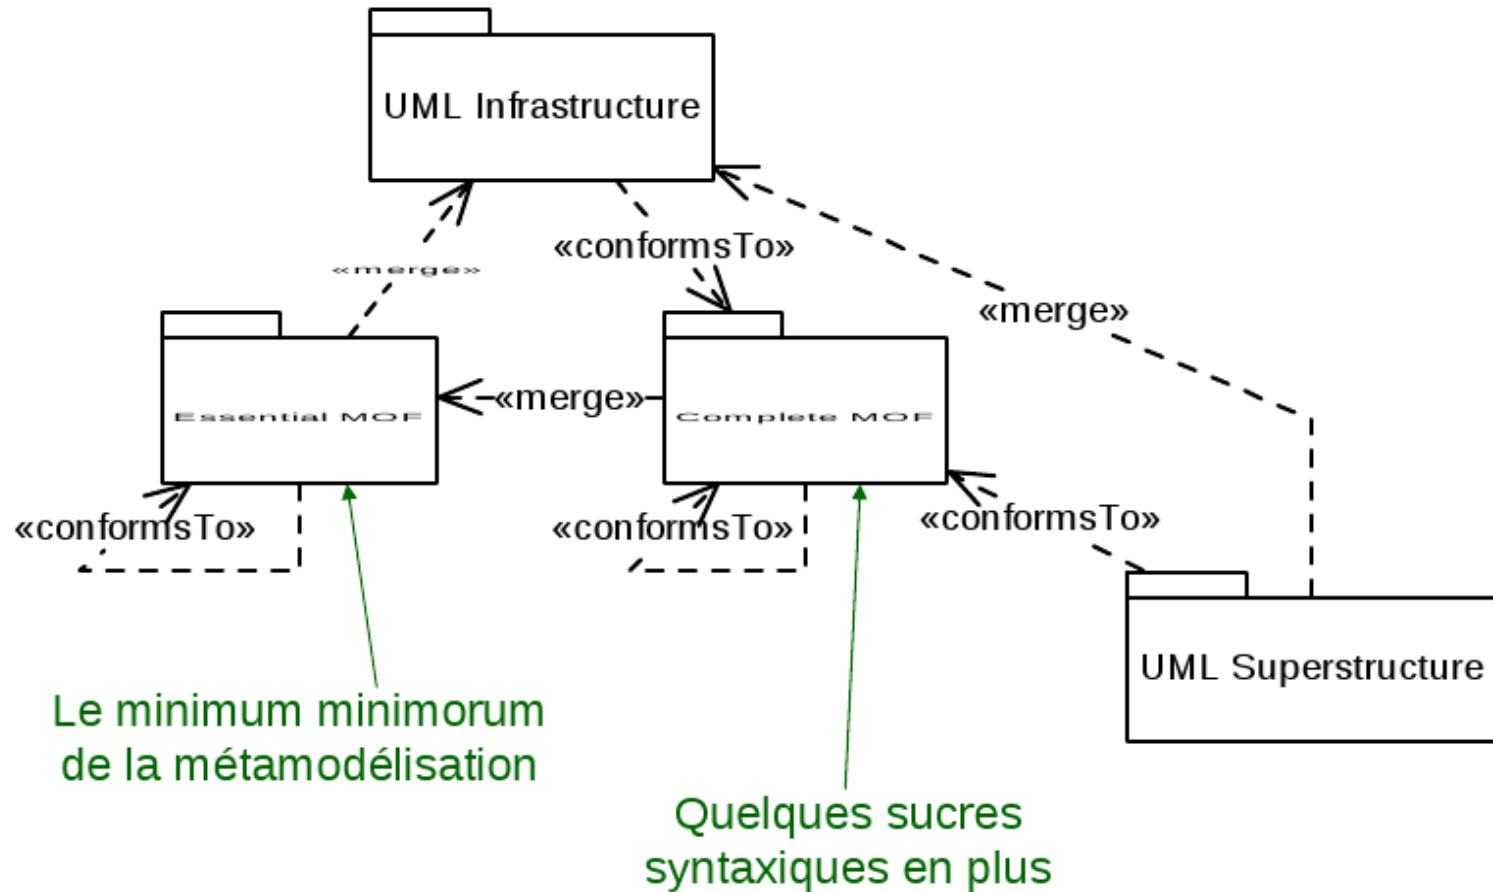 UML Infrastructure
«conformsTo»
«merge»
«merge»
«merge»
Essential MOF
Complete MOF
«conformsTo»
«conformsTo»
«conformsTo»
UML Superstructure
Le minimum minimorum
de la métamodélisation
Quelques sucres
syntaxiques en plus